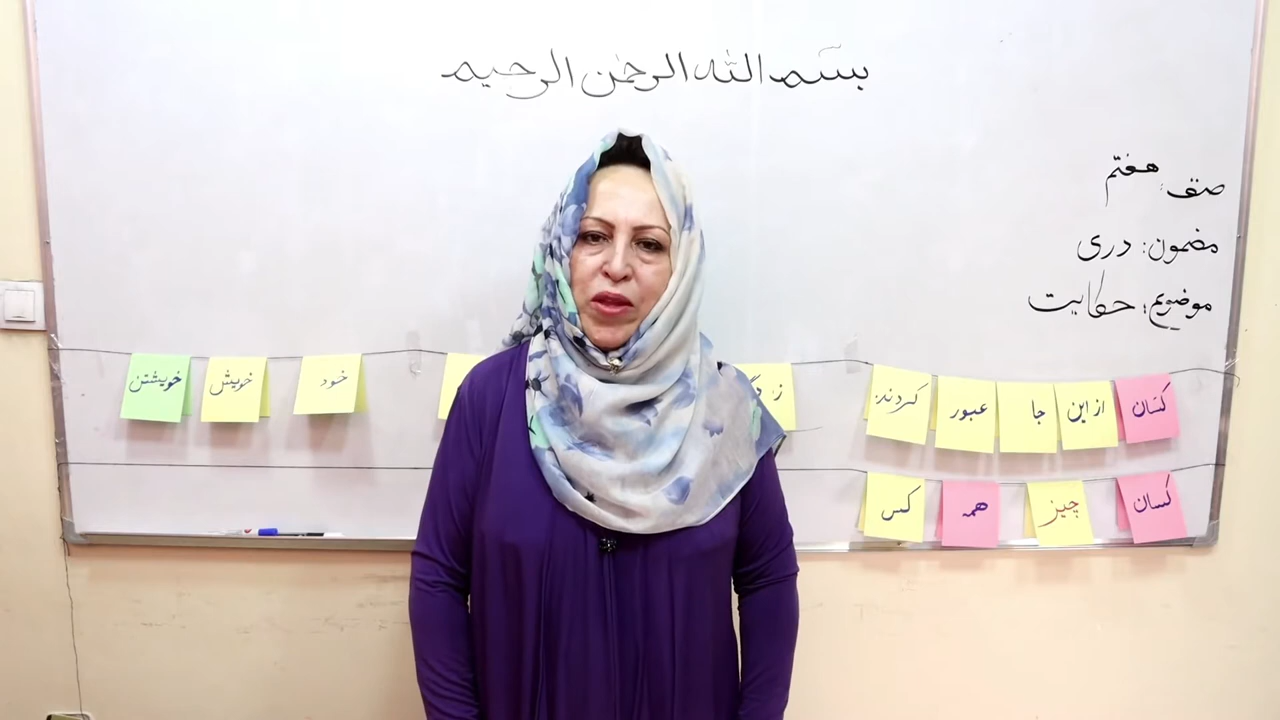 بسم الله الرحمن الرحیم
صنف هفتم
مضمون: دری
موضوع: حکایت
کسان از این جا عبور کردند. خود خویش خویشتن
کسان چیز همه کس